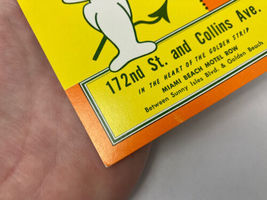 172nd St. and Collins Ave.
IN THE HEART OF THE GOLDEN STRIP
MIAMI BEACH MOTEL ROW
Between Sunny Isles Blvd. & Golden Beach